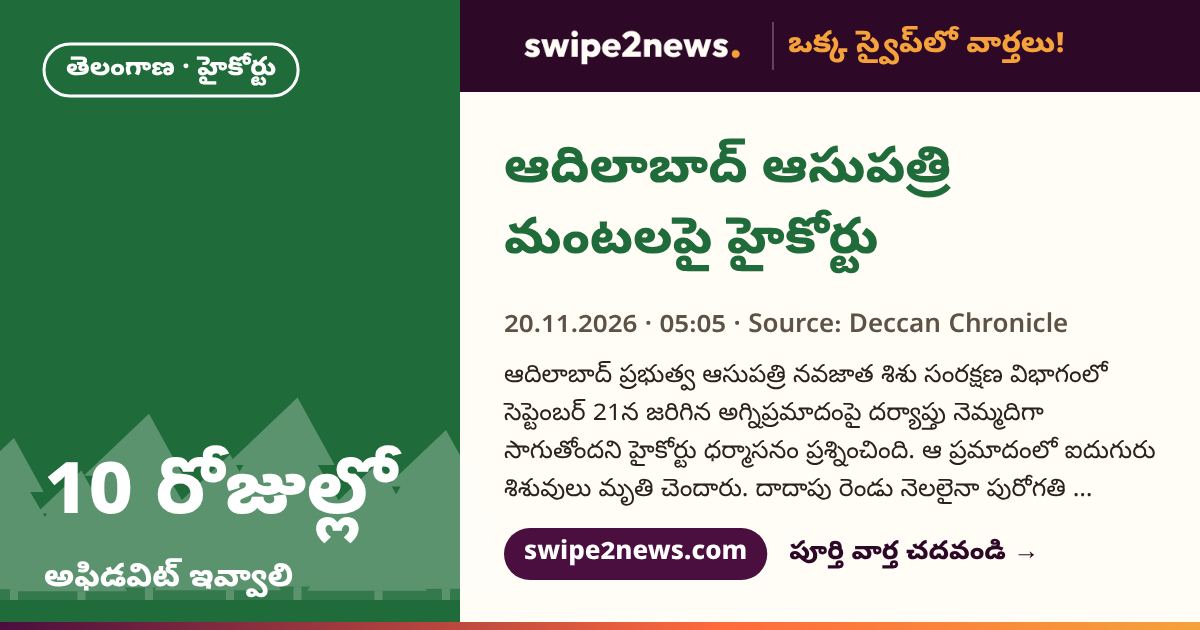 తెలంగాణ · హైకోర్టు
10 రోజుల్లో
అఫిడవిట్ ఇవ్వాలి
swipe2news.
ఒక్క స్వైప్‌లో వార్తలు!
ఆదిలాబాద్ ఆసుపత్రి
మంటలపై హైకోర్టు
20.11.2026 · 05:05 · Source: Deccan Chronicle
ఆదిలాబాద్ ప్రభుత్వ ఆసుపత్రి నవజాత శిశు సంరక్షణ విభాగంలో
సెప్టెంబర్ 21న జరిగిన అగ్నిప్రమాదంపై దర్యాప్తు నెమ్మదిగా
సాగుతోందని హైకోర్టు ధర్మాసనం ప్రశ్నించింది. ఆ ప్రమాదంలో ఐదుగురు
శిశువులు మృతి చెందారు. దాదాపు రెండు నెలలైనా పురోగతి ...
swipe2news.com
పూర్తి వార్త చదవండి →